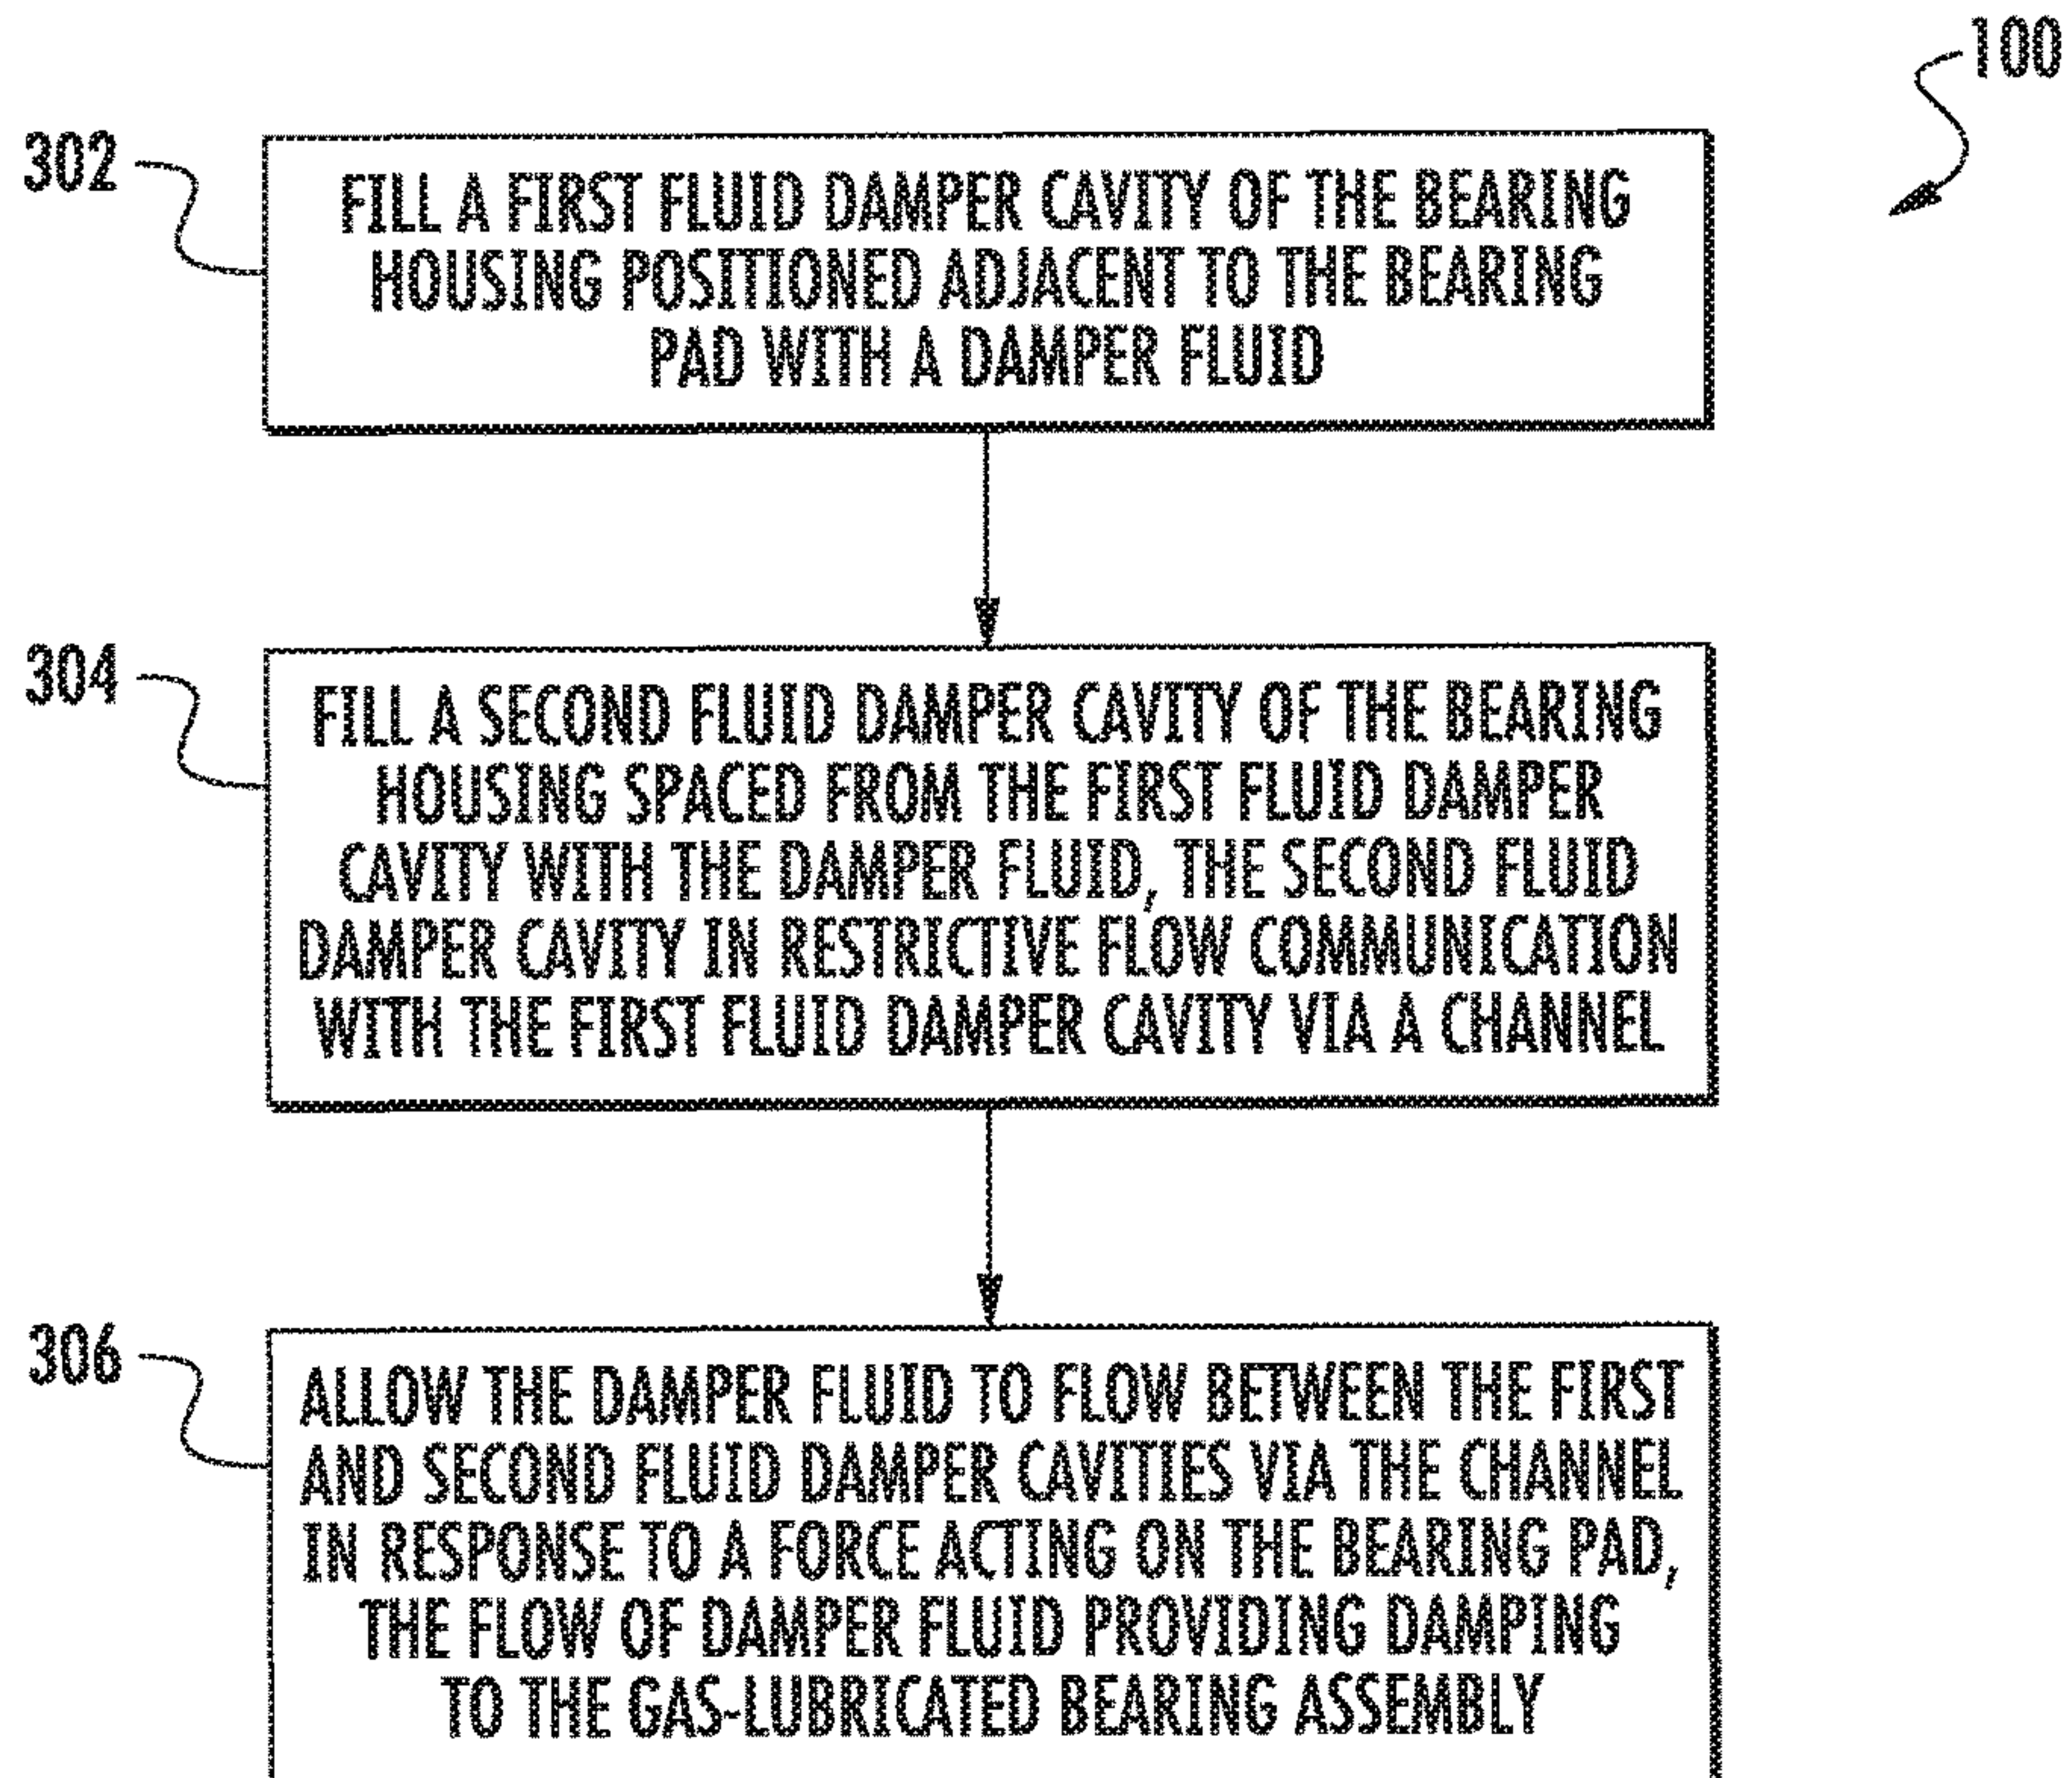 100
302
FILL A FIRST FLUID DAMPER CAVITY OF THE BEARING
HOUSING POSITIONED ADJACENT TO THE BEARING
PAD WITH A DAMPER FLUID
304
FILL A SECOND FLUID DAMPER CAVITY OF THE BEARING
HOUSING SPACED FROM THE FIRST FLUID DAMPER
CAVITY WITH THE DAMPER FLUID, THE SECOND FLUID
DAMPER CAVITY IN RESTRICTIVE FLOW COMMUNICATION
WITH THE FIRST FLUID DAMPER CAVITY VIA A CHANNEL
306
ALLOW THE DAMPER FLUID TO FLOW BETWEEN THE FIRST
AND SECOND FLUID DAMPER CAVITIES VIA THE CHANNEL
IN RESPONSE TO A FORCE ACTING ON THE BEARING PAD,
THE FLOW OF DAMPER FLUID PROVIDING DAMPING
TO THE GAS-LUBRICATED BEARING ASSEMBLY